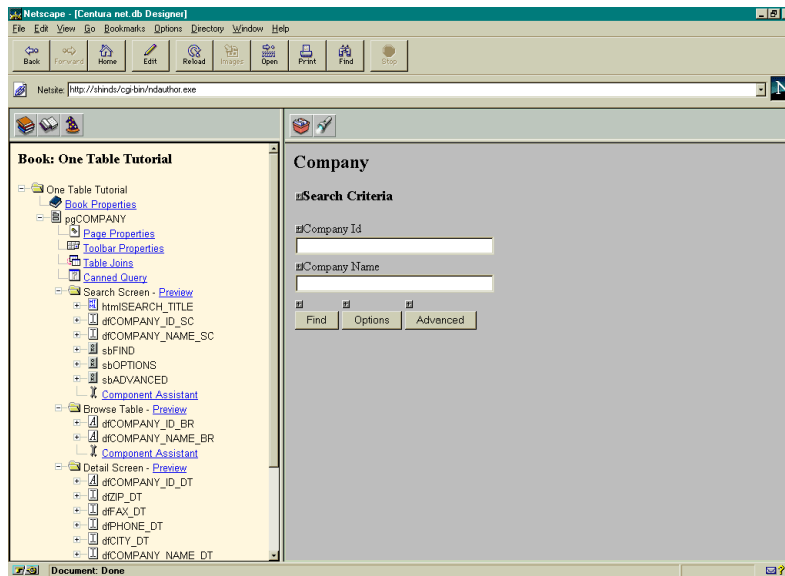 Netscape - [Centura net.db Designer]
File Edit View Go Bookmarks Options Directory Window Help
Back Forward Home Edit Reload Images Open Print Find Stop
Netsite: http://shinds/cgi-bin/ndauthor.exe
N
Book: One Table Tutorial
One Table Tutorial
Book Properties
pgCOMPANY
Page Properties
Toolbar Properties
Table Joins
Canned Query
Search Screen - Preview
htmlSEARCH_TITLE
dfCOMPANY_ID_SC
dfCOMPANY_NAME_SC
sbFIND
sbOPTIONS
sbADVANCED
Component Assistant
Browse Table - Preview
dfCOMPANY_ID_BR
dfCOMPANY_NAME_BR
Component Assistant
Detail Screen - Preview
dfCOMPANY_ID_DT
dfZIP_DT
dfFAX_DT
dfPHONE_DT
dfCITY_DT
dfCOMPANY_NAME_DT
Company
Search Criteria
Company Id
Company Name
Find Options Advanced
Document: Done